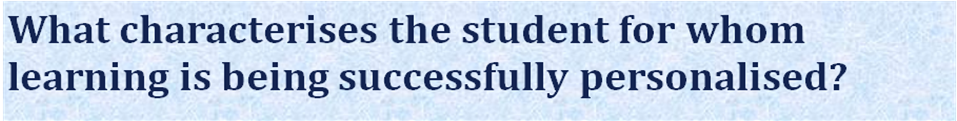 What characterises the student for whom
learning is being successfully personalised?